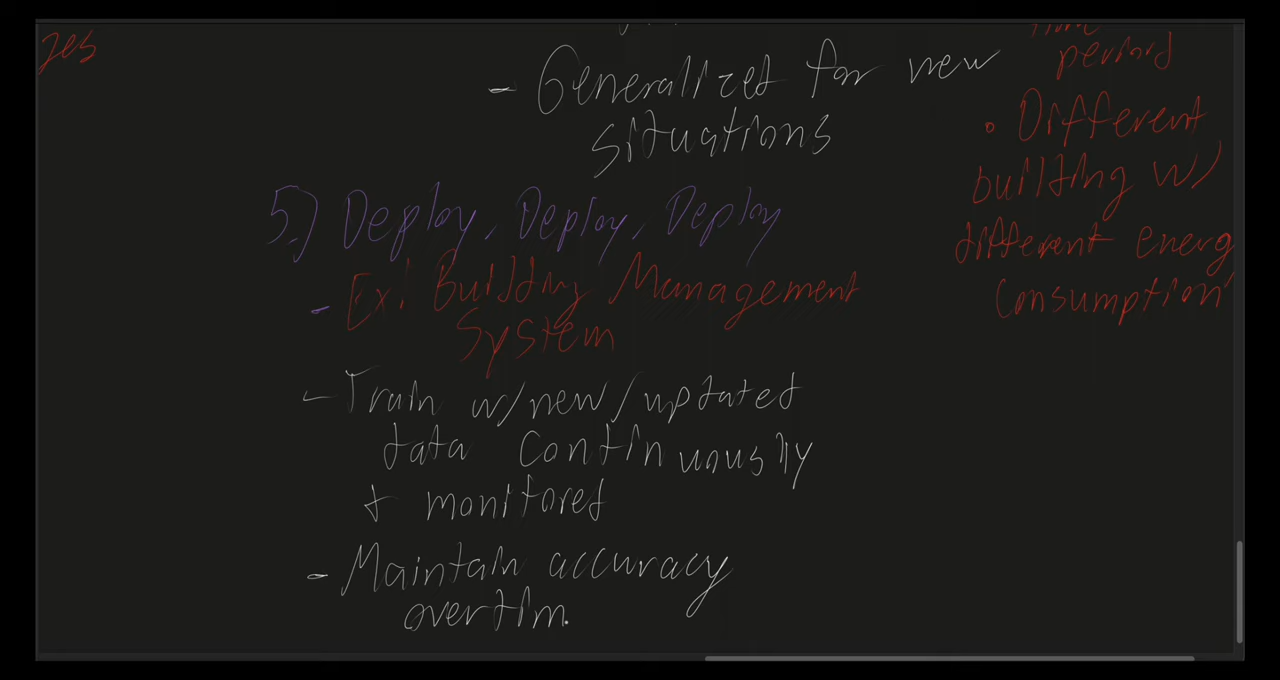 - Generalized for new
situations
5.) Deploy, Deploy, Deploy
- Ex: Building Management
System
- Train w/new/updated
data continuuously
+ monitored
- Maintain accuracy
overtim
period
• Different
building w/
different energ
consumption